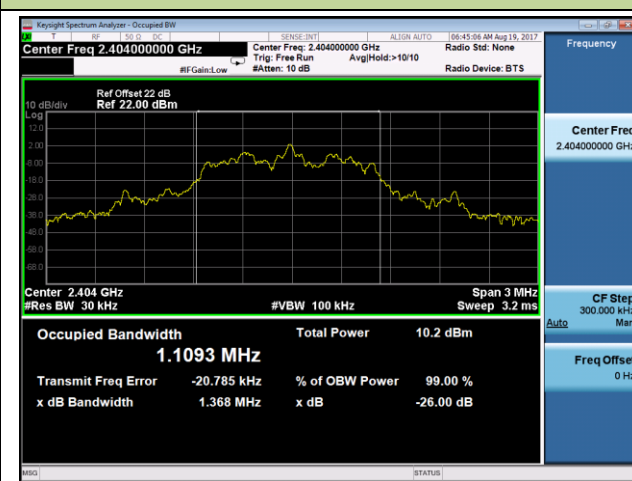 Keysight Spectrum Analyzer - Occupied BW
T RF 50 Ω DC SENSE:INT ALIGN AUTO 06:45:06 AM Aug 19, 2017
Center Freq 2.404000000 GHz
Center Freq: 2.404000000 GHz Radio Std: None
Trig: Free Run Avg|Hold:>10/10
#IFGain:Low #Atten: 10 dB Radio Device: BTS
Frequency
Ref Offset 22 dB
10 dB/div Ref 22.00 dBm
Log
12.0
2.00
-8.00
-18.0
-28.0
-38.0
-48.0
-58.0
-68.0
Center Freq
2.404000000 GHz
Center 2.404 GHz Span 3 MHz
#Res BW 30 kHz #VBW 100 kHz Sweep 3.2 ms
CF Step
300.000 kHz
Auto Man
Occupied Bandwidth Total Power 10.2 dBm
1.1093 MHz
Transmit Freq Error -20.785 kHz % of OBW Power 99.00 %
x dB Bandwidth 1.368 MHz x dB -26.00 dB
Freq Offset
0 Hz
MSG STATUS